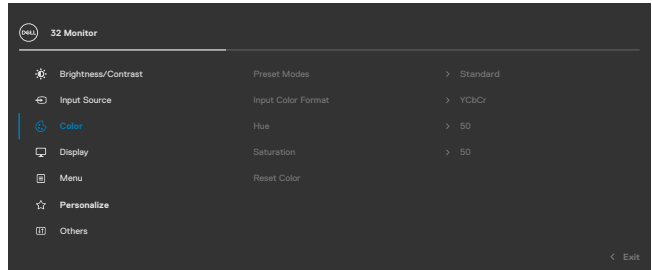 DELL 32 Monitor
Brightness/Contrast Preset Modes > Standard
Input Source Input Color Format > YCbCr
Color Hue > 50
Display Saturation > 50
Menu Reset Color
Personalize
Others
< Exit